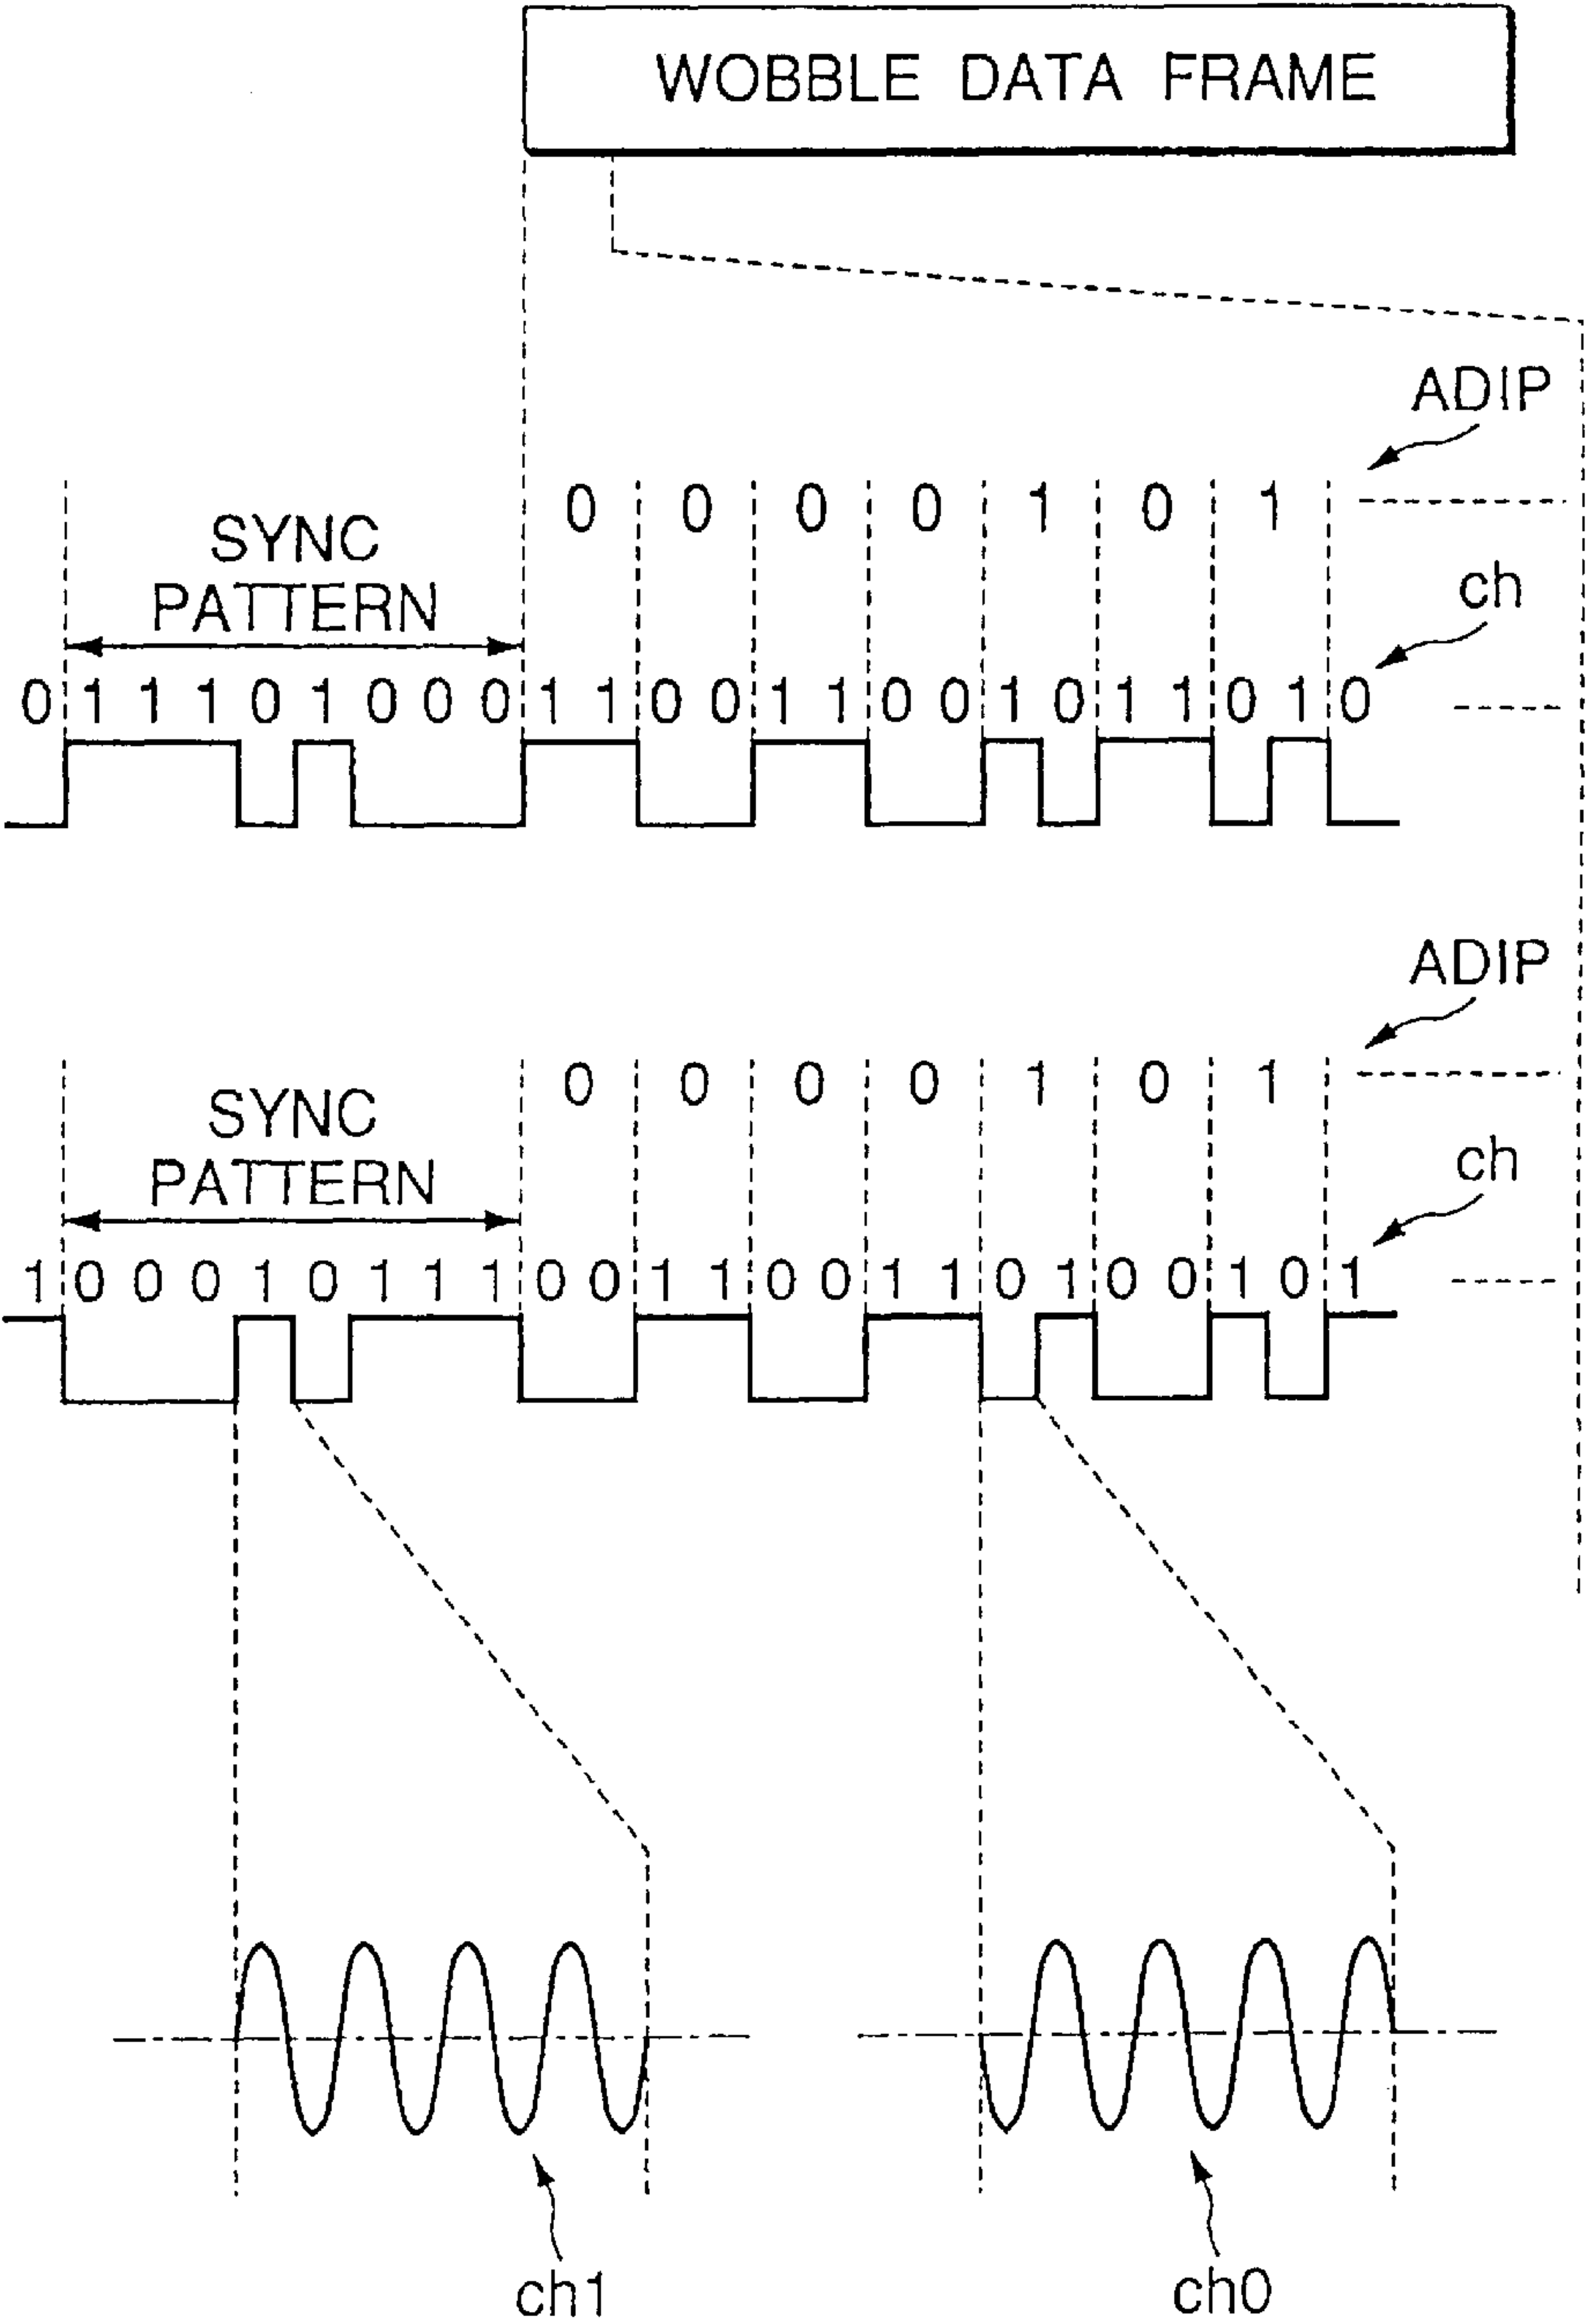 WOBBLE DATA FRAME
ADIP
0 0 0 0 1 0 1
SYNC
PATTERN
ch
0 1 1 1 0 1 0 0 0 1 1 0 0 1 1 0 0 1 0 1 1 0 1 0
ADIP
0 0 0 0 1 0 1
SYNC
PATTERN
ch
1 0 0 0 1 0 1 1 1 0 0 1 1 0 0 1 1 0 1 0 0 1 0 1
ch1
ch0